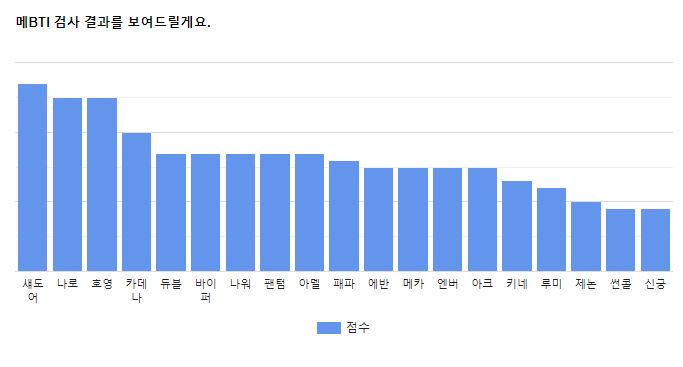 메BTI 검사 결과를 보여드릴게요.
섀도어
나로
호영
카데나
듀블
바이퍼
나워
팬텀
아델
패파
에반
메카
엔버
아크
키네
루미
제논
썬콜
신궁
점수